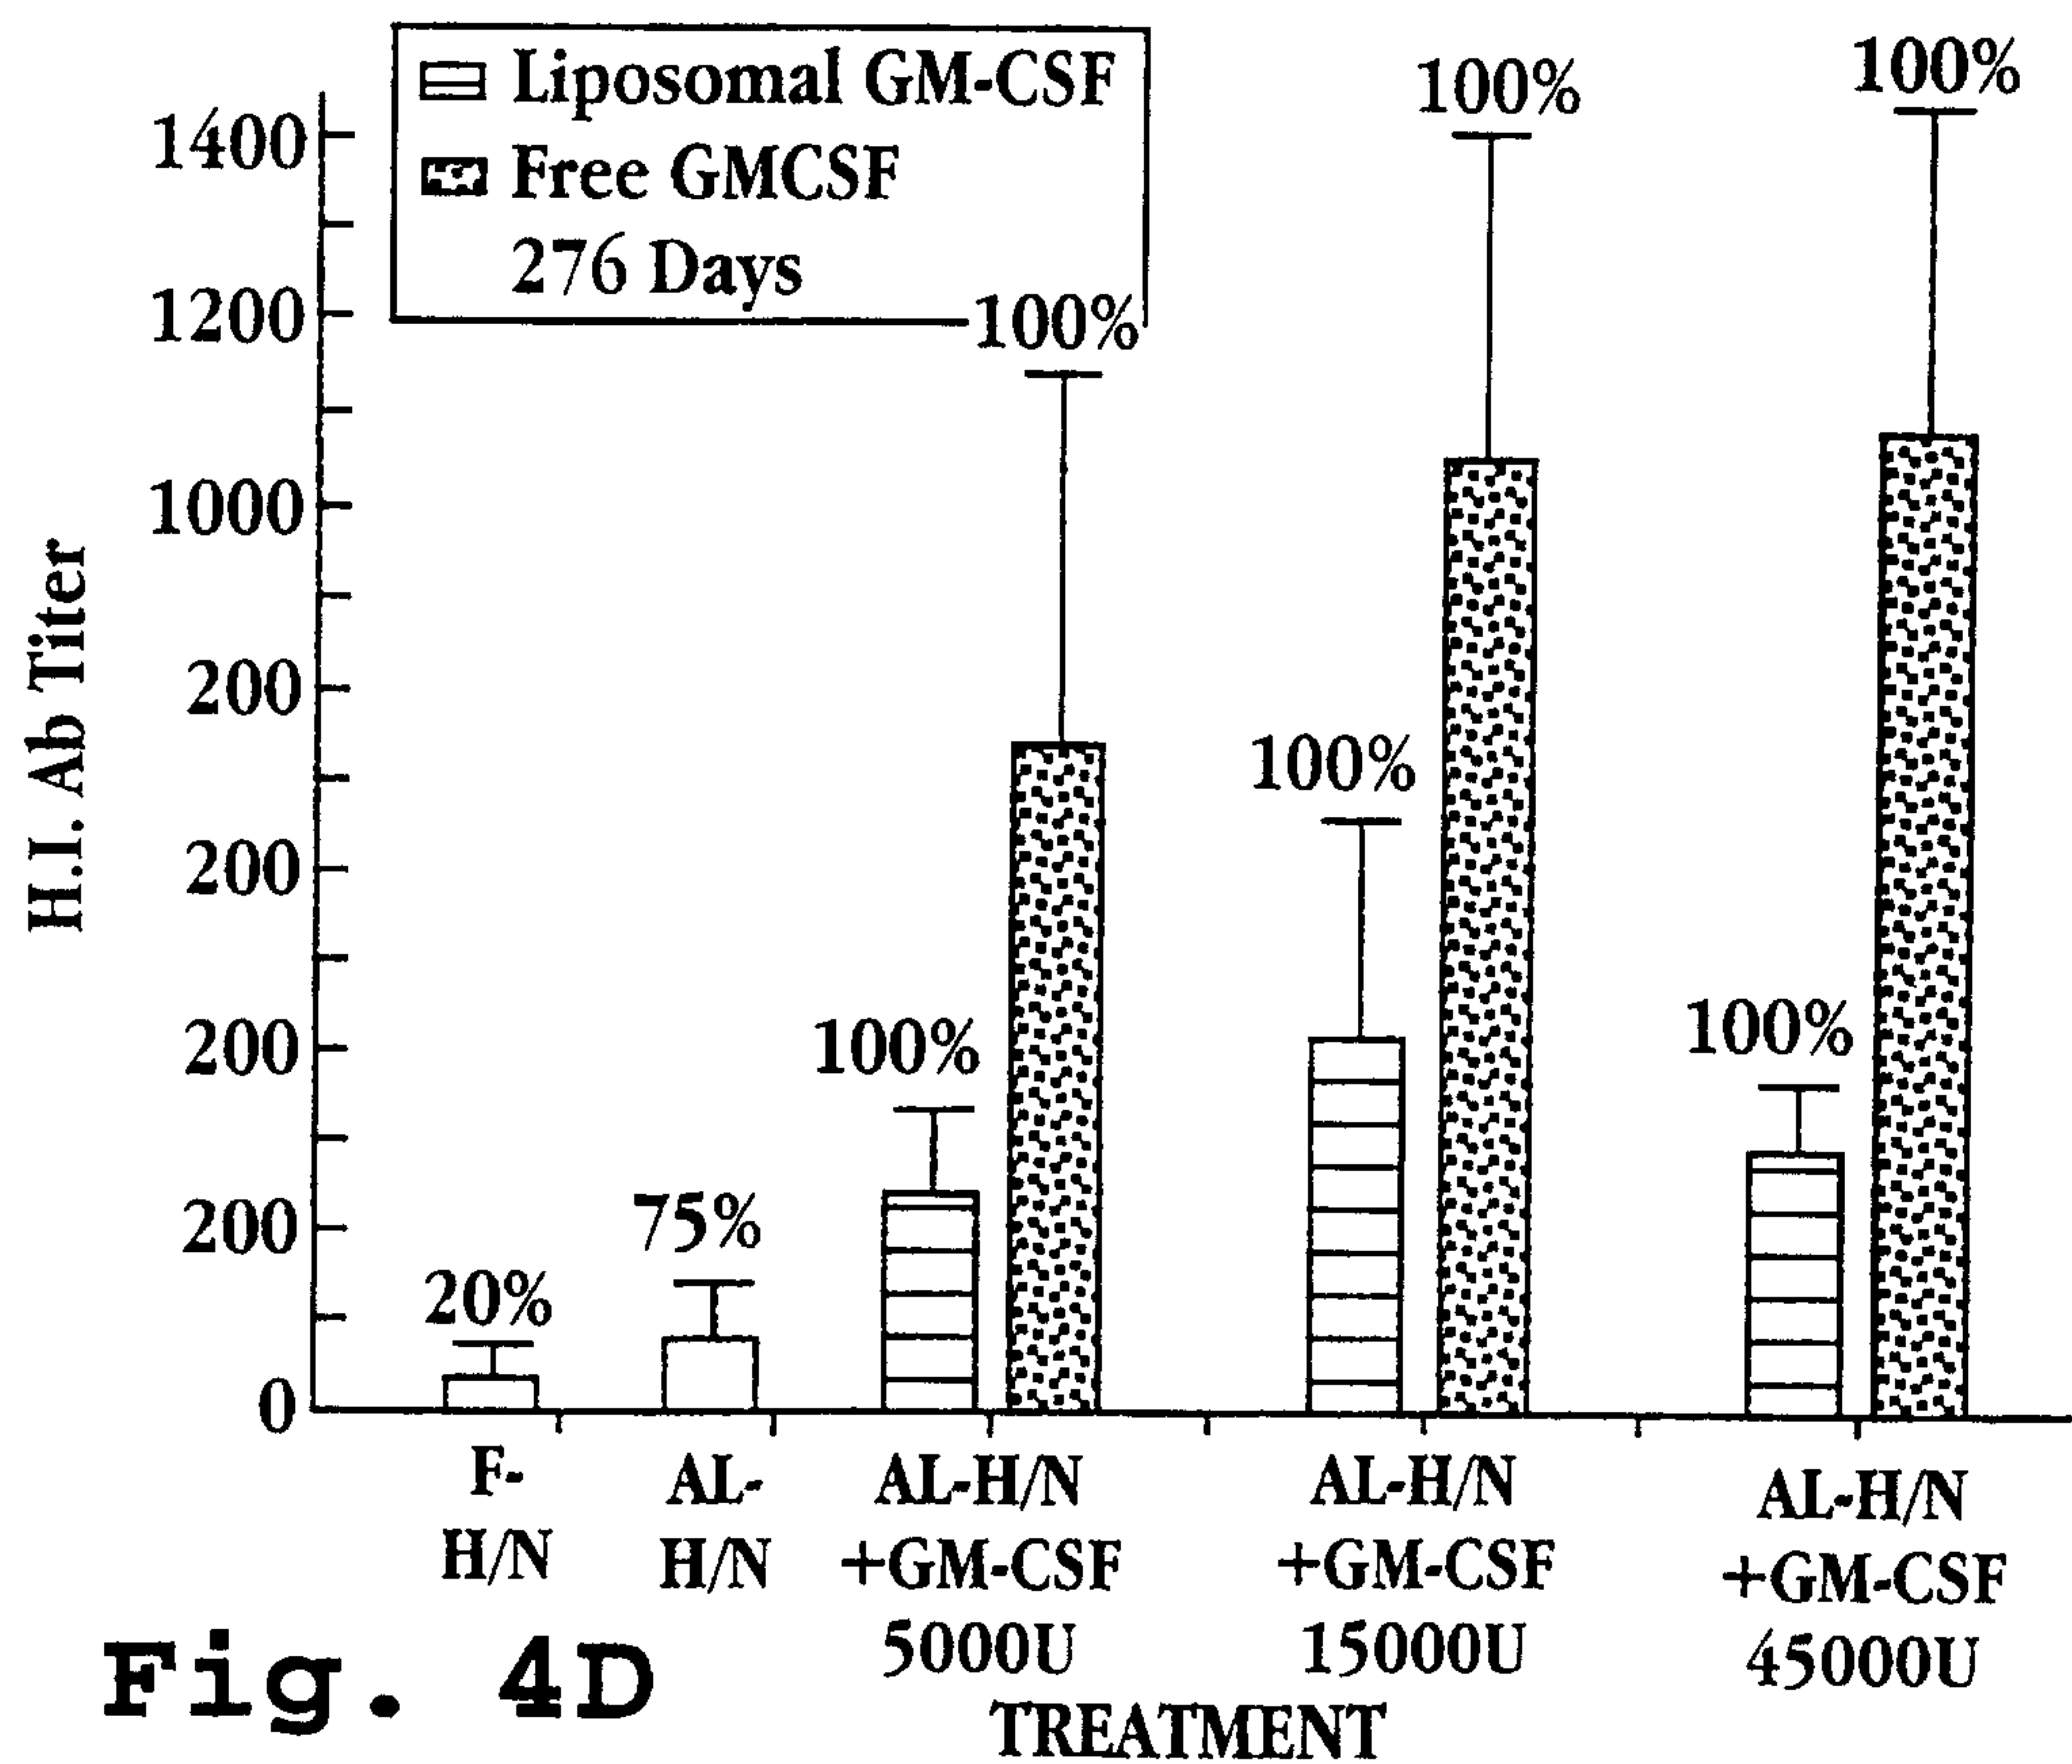 Liposomal GM-CSF
Free GMCSF
276 Days
1400
1200
1000
200
200
200
200
0
H.I. Ab Titer
20%
75%
100%
100%
100%
100%
100%
100%
F-
H/N
AL-
H/N
AL-H/N
+GM-CSF
5000U
AL-H/N
+GM-CSF
15000U
AL-H/N
+GM-CSF
45000U
TREATMENT
Fig. 4D